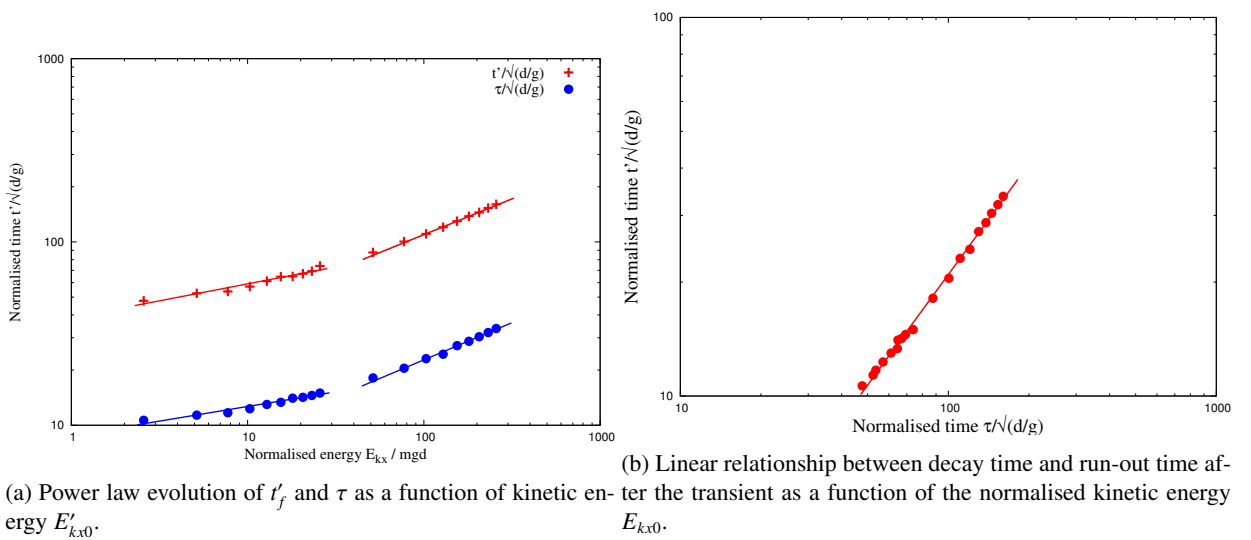 1000
100
10
1
10
100
1000
Normalised time t'/√(d/g)
Normalised energy Ekx / mgd
t'/√(d/g)
τ/√(d/g)
(a) Power law evolution of t′f and τ as a function of kinetic en-
ergy E′kx0.
100
10
10
100
1000
Normalised time t'/√(d/g)
Normalised time τ/√(d/g)
(b) Linear relationship between decay time and run-out time af-
ter the transient as a function of the normalised kinetic energy
Ekx0.